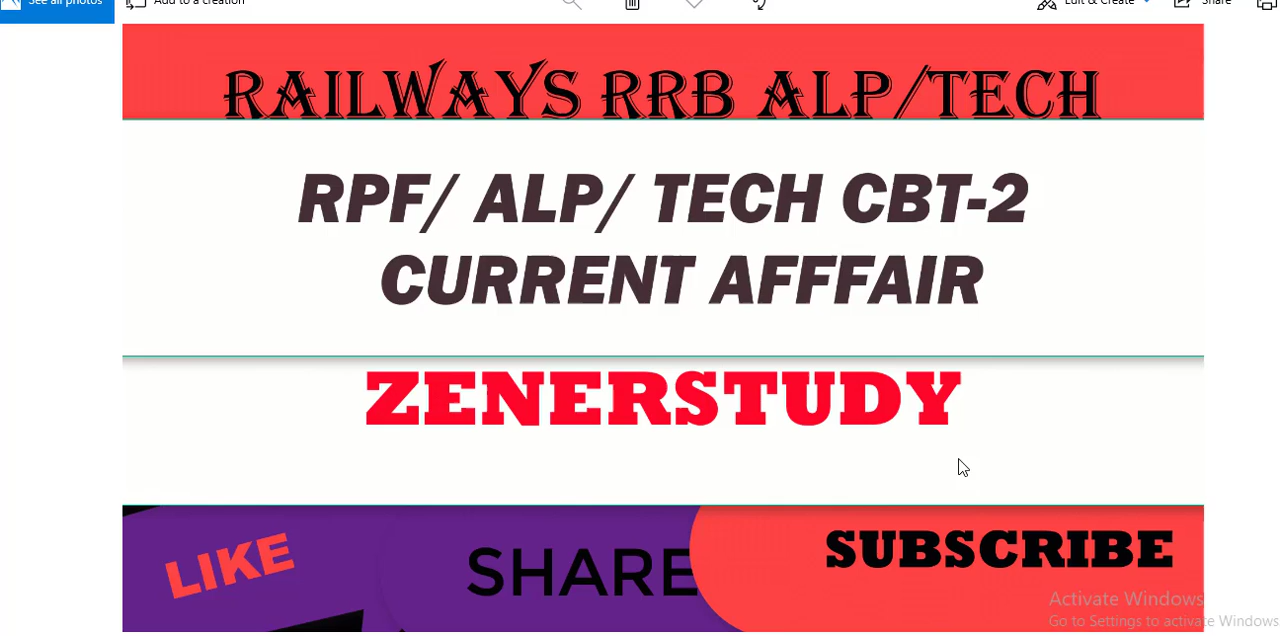 See all photos
Add to a creation
Edit & Create
Share
RAILWAYS RRB ALP/TECH
RPF/ ALP/ TECH CBT-2
CURRENT AFFFAIR
ZENERSTUDY
LIKE
SHARE
SUBSCRIBE
Activate Windows
Go to Settings to activate Windows